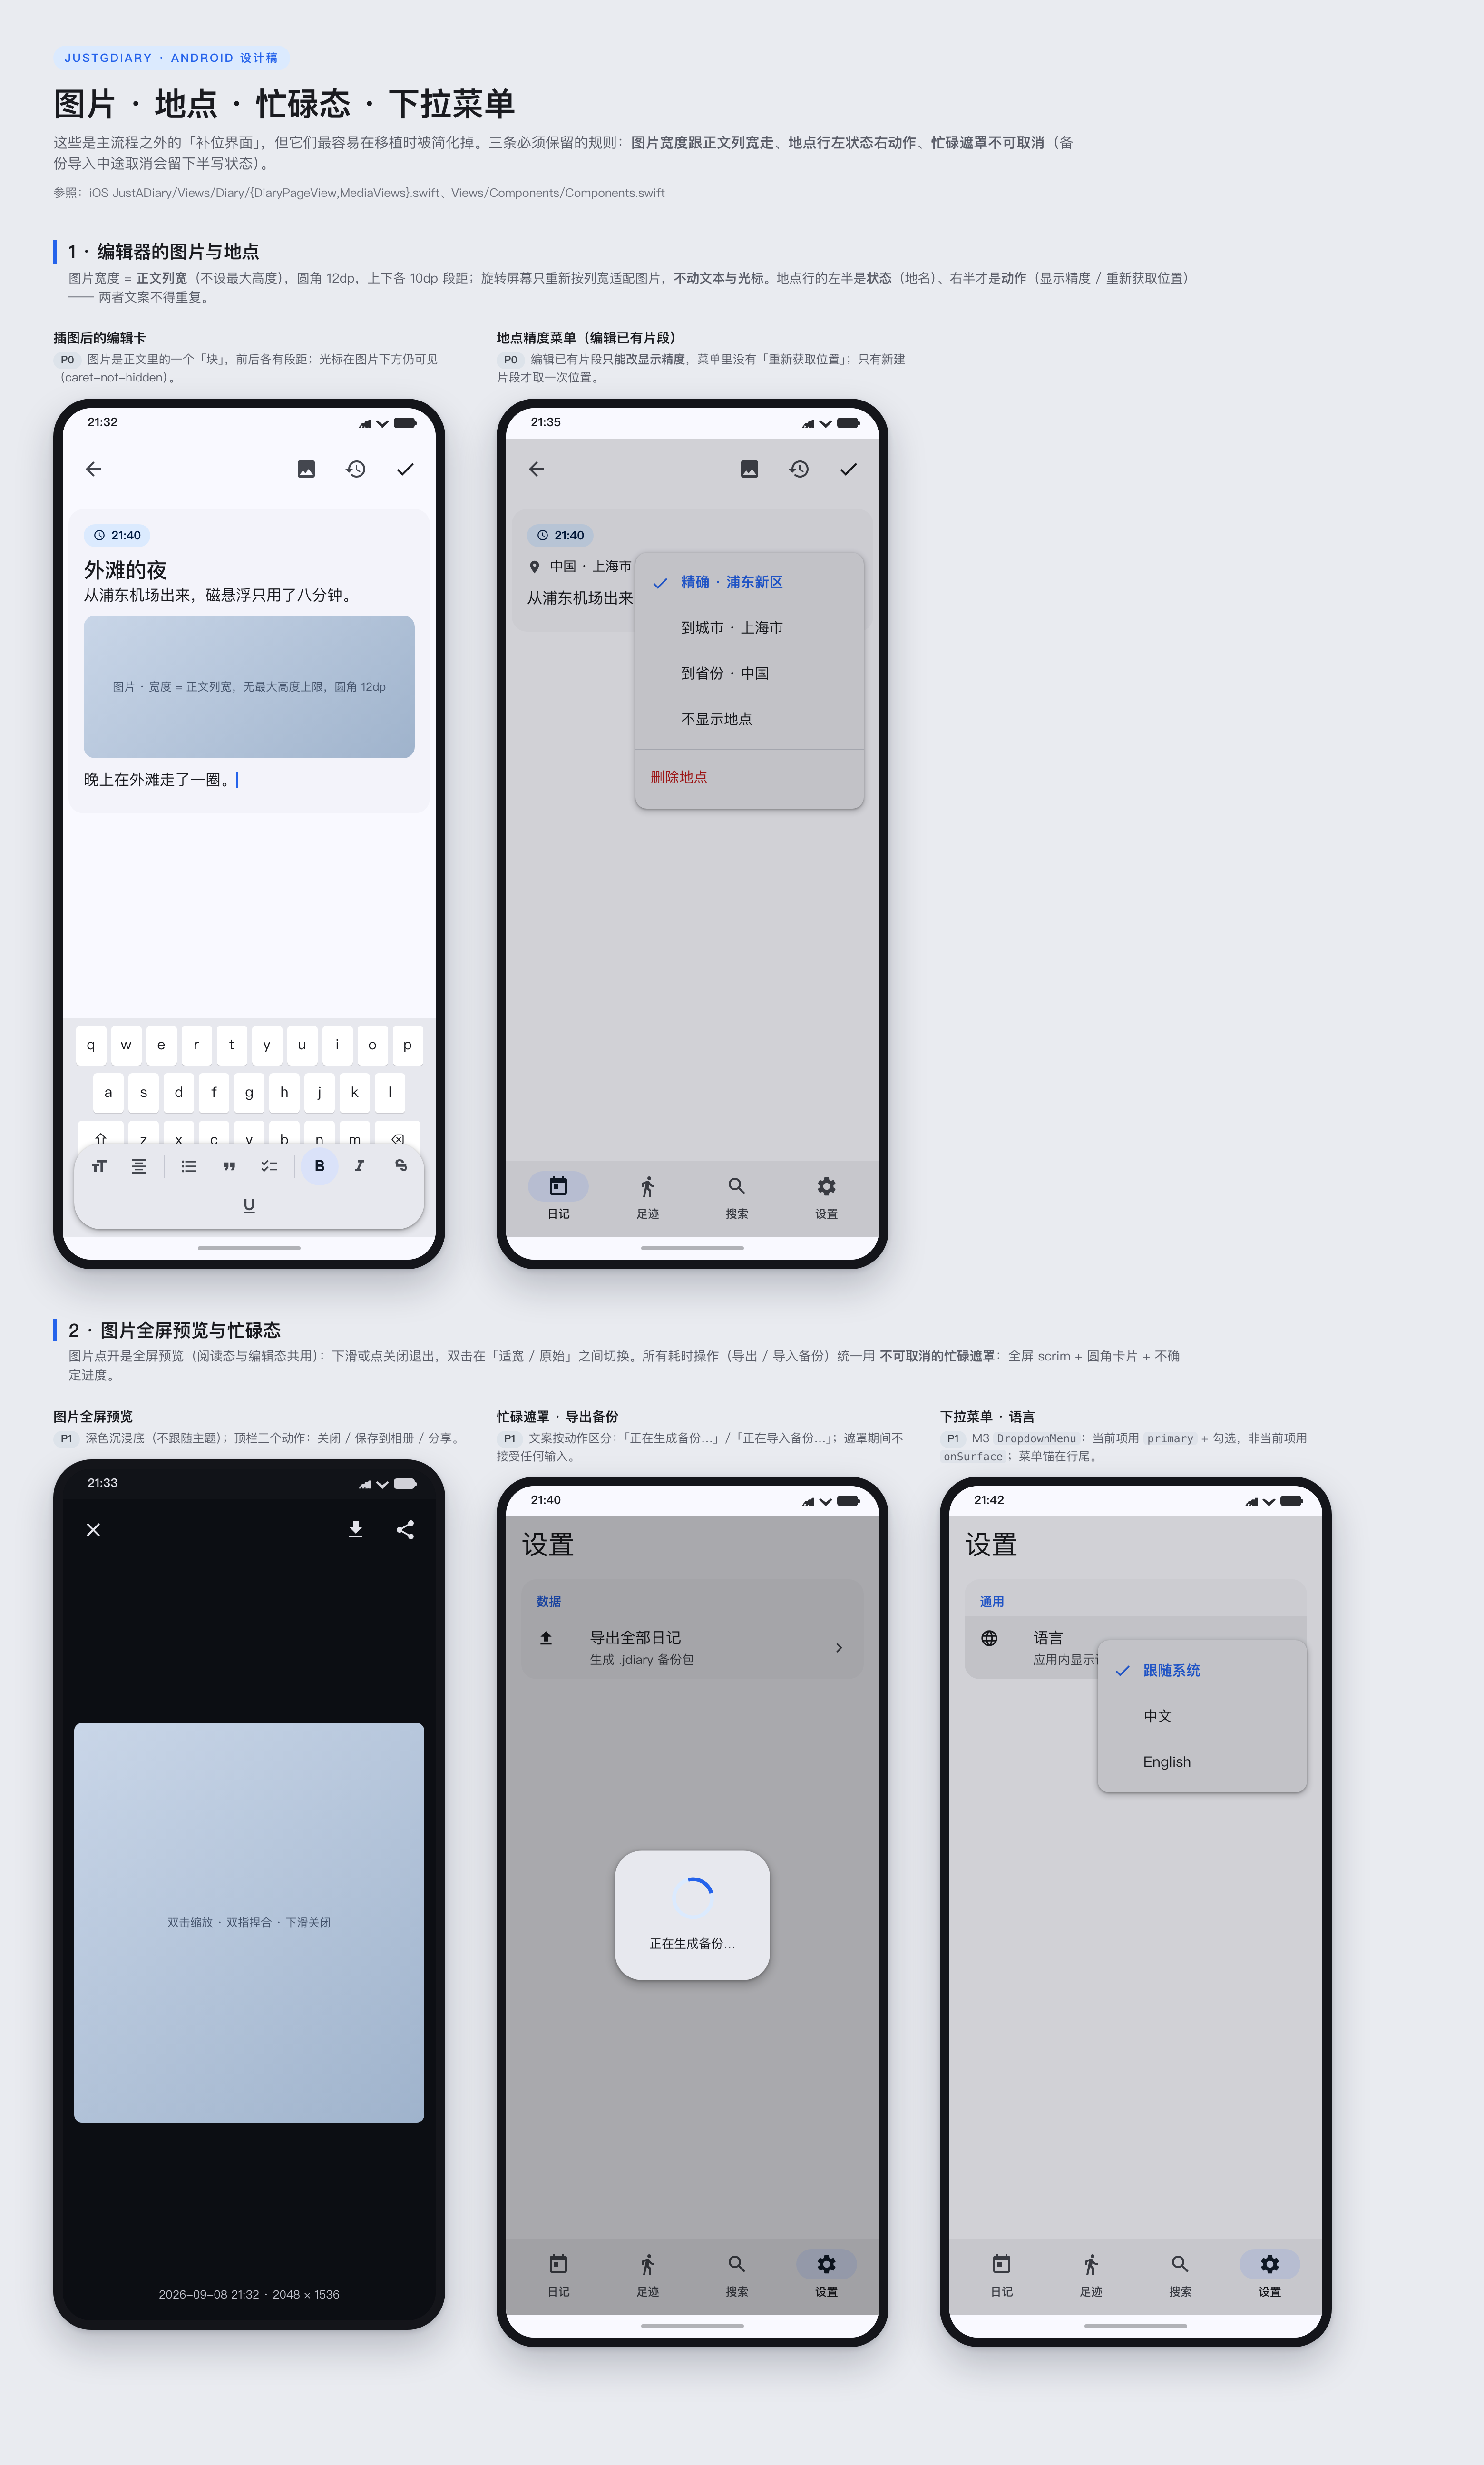 JUSTGDIARY · ANDROID 设计稿
图片 · 地点 · 忙碌态 · 下拉菜单
这些是主流程之外的「补位界面」，但它们最容易在移植时被简化掉。三条必须保留的规则：图片宽度跟正文列宽走、地点行左状态右动作、忙碌遮罩不可取消（备
份导入中途取消会留下半写状态）。
参照：iOS JustADiary/Views/Diary/{DiaryPageView,MediaViews}.swift、Views/Components/Components.swift
1 · 编辑器的图片与地点
图片宽度 = 正文列宽（不设最大高度），圆角 12dp，上下各 10dp 段距；旋转屏幕只重新按列宽适配图片，不动文本与光标。地点行的左半是状态（地名）、右半才是动作（显示精度 / 重新获取位置）
—— 两者文案不得重复。
插图后的编辑卡
P0 图片是正文里的一个「块」，前后各有段距；光标在图片下方仍可见
（caret-not-hidden）。
21:32
21:40
外滩的夜
从浦东机场出来，磁悬浮只用了八分钟。
图片 · 宽度 = 正文列宽，无最大高度上限，圆角 12dp
晚上在外滩走了一圈。
q w e r t y u i o p
a s d f g h j k l
z x c v b n m
B I S
U
地点精度菜单（编辑已有片段）
P0 编辑已有片段只能改显示精度，菜单里没有「重新获取位置」；只有新建
片段才取一次位置。
21:35
21:40
中国 · 上海市
从浦东机场出来
精确 · 浦东新区
到城市 · 上海市
到省份 · 中国
不显示地点
删除地点
日记 足迹 搜索 设置
2 · 图片全屏预览与忙碌态
图片点开是全屏预览（阅读态与编辑态共用）：下滑或点关闭退出，双击在「适宽 / 原始」之间切换。所有耗时操作（导出 / 导入备份）统一用 不可取消的忙碌遮罩：全屏 scrim + 圆角卡片 + 不确
定进度。
图片全屏预览
P1 深色沉浸底（不跟随主题）；顶栏三个动作：关闭 / 保存到相册 / 分享。
21:33
双击缩放 · 双指捏合 · 下滑关闭
2026-09-08 21:32 · 2048 × 1536
忙碌遮罩 · 导出备份
P1 文案按动作区分：「正在生成备份…」/「正在导入备份…」；遮罩期间不
接受任何输入。
21:40
设置
数据
导出全部日记
生成 .jdiary 备份包
正在生成备份…
日记 足迹 搜索 设置
下拉菜单 · 语言
P1 M3 DropdownMenu：当前项用 primary + 勾选，非当前项用
onSurface；菜单锚在行尾。
21:42
设置
通用
语言
应用内显示
跟随系统
中文
English
日记 足迹 搜索 设置